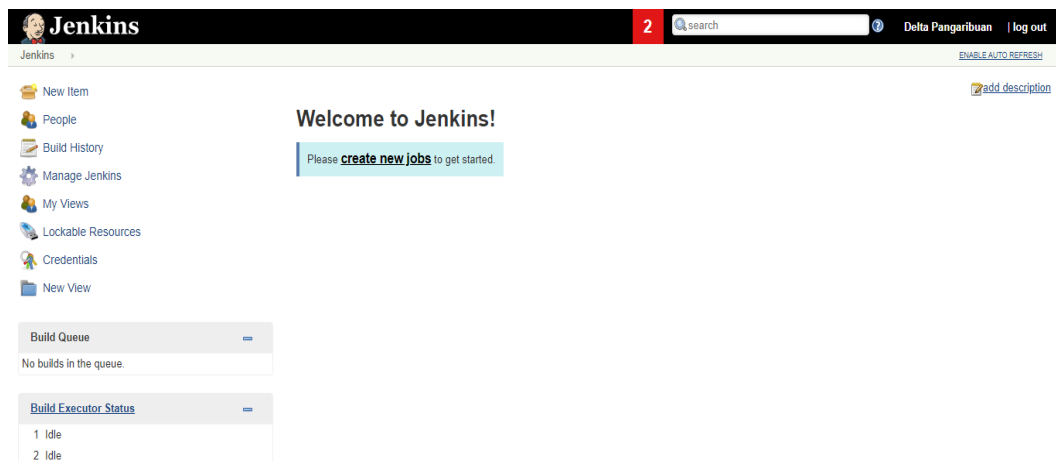 Jenkins
2
search
Delta Pangaribuan | log out
Jenkins
ENABLE AUTO REFRESH
New Item
People
Build History
Manage Jenkins
My Views
Lockable Resources
Credentials
New View
add description
Welcome to Jenkins!
Please create new jobs to get started.
Build Queue
No builds in the queue.
Build Executor Status
1 Idle
2 Idle